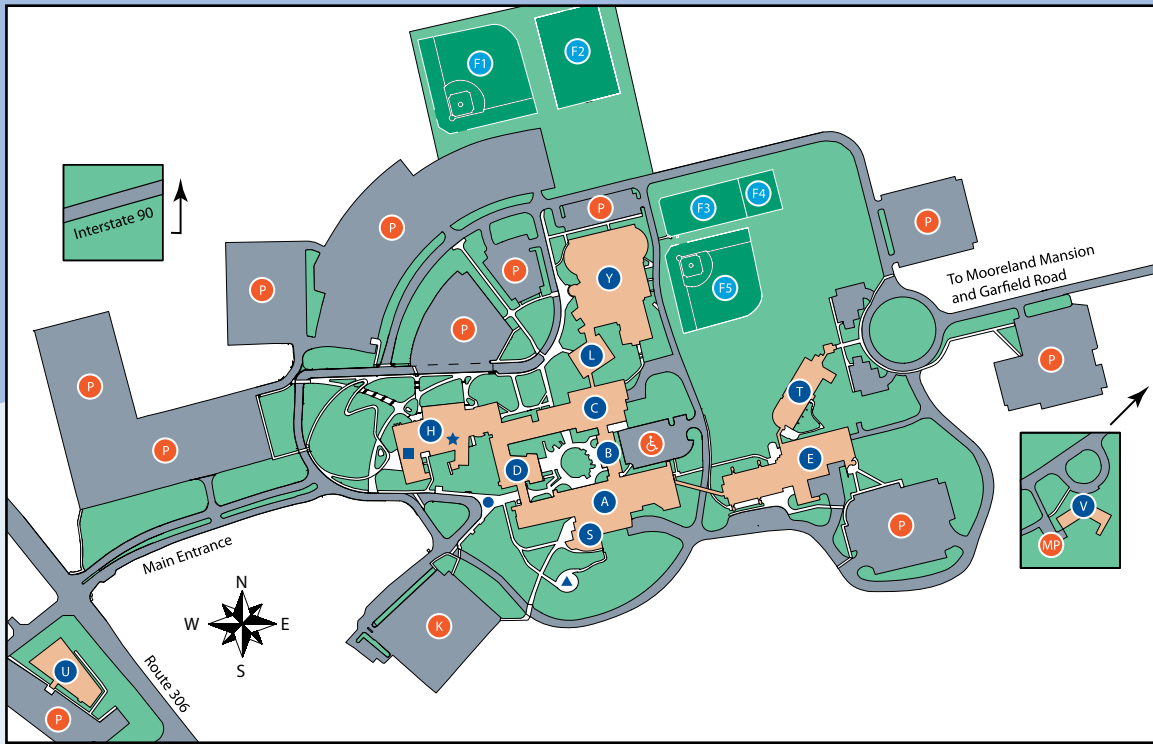 F1
F2
Interstate 90
P
P
F3
F4
P
P
Y
P
To Mooreland Mansion
and Garfield Road
P
F5
P
L
P
P
T
C
H
P
B
E
D
A
V
P
S
MP
Main Entrance
N
W
E
S
K
U
Route 306
P